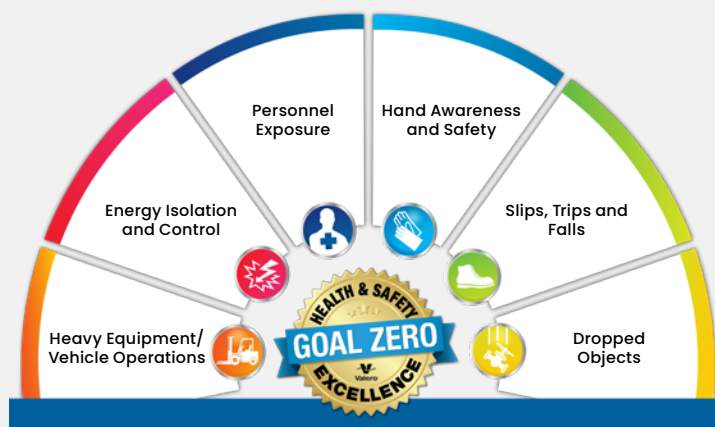 Personnel
Exposure
Hand Awareness
and Safety
Energy Isolation
and Control
Slips, Trips and
Falls
Heavy Equipment/
Vehicle Operations
Dropped
Objects
HEALTH & SAFETY
GOAL ZERO
Valero
EXCELLENCE